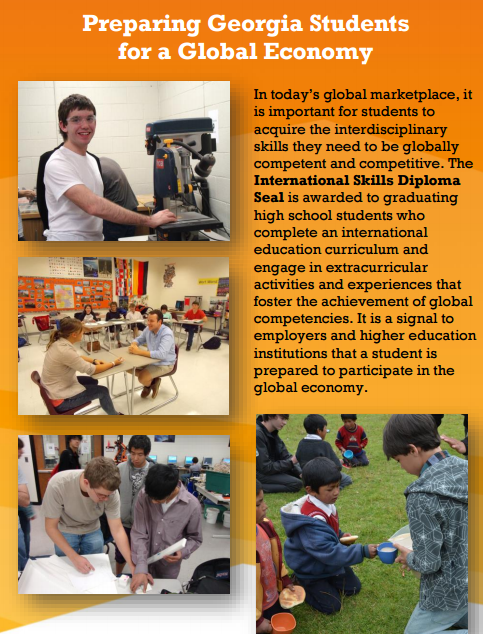 Preparing Georgia Students
for a Global Economy
In today's global marketplace, it
is important for students to
acquire the interdisciplinary
skills they need to be globally
competent and competitive. The
International Skills Diploma
Seal is awarded to graduating
high school students who
complete an international
education curriculum and
engage in extracurricular
activities and experiences that
foster the achievement of global
competencies. It is a signal to
employers and higher education
institutions that a student is
prepared to participate in the
global economy.